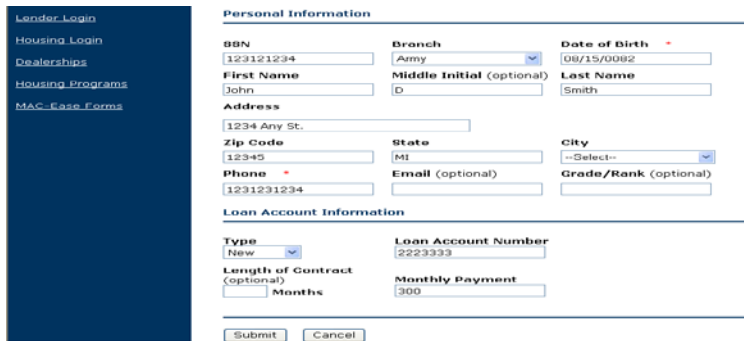 Lender Login
Housing Login
Dealerships
Housing Programs
MAC-Ease Forms
Personal Information
SSN Branch Date of Birth *
123121234 Army 08/15/0082
First Name Middle Initial (optional) Last Name
John D Smith
Address
1234 Any St.
Zip Code State City
12345 MI --Select--
Phone * Email (optional) Grade/Rank (optional)
1231231234
Loan Account Information
Type Loan Account Number
New 2223333
Length of Contract
(optional) Monthly Payment
Months 300
Submit Cancel